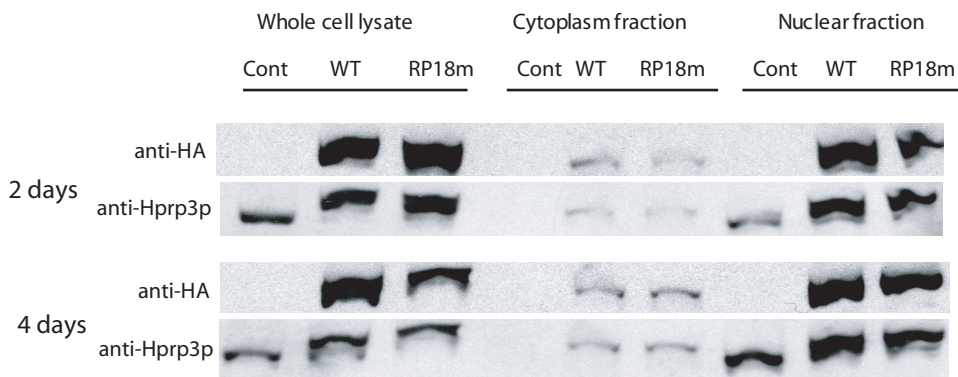 Whole cell lysate Cytoplasm fraction Nuclear fraction
Cont WT RP18m Cont WT RP18m Cont WT RP18m
anti-HA
2 days
anti-Hprp3p
anti-HA
4 days
anti-Hprp3p